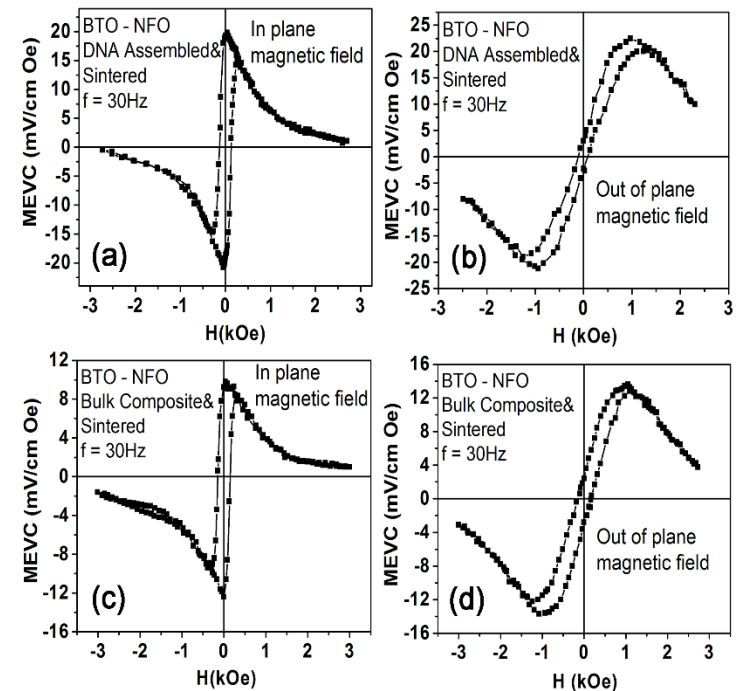 BTO - NFO
DNA Assembled&
Sintered
f = 30Hz
In plane
magnetic field
MEVC (mV/cm Oe)
20
15
10
5
0
-5
-10
-15
-20
(a)
-3 -2 -1 0 1 2 3
H(kOe)
BTO - NFO
DNA Assembled&
Sintered
f = 30Hz
Out of plane
magnetic field
MEVC (mV/cm Oe)
25
20
15
10
5
0
-5
-10
-15
-20
-25
(b)
-3 -2 -1 0 1 2 3
H (kOe)
BTO - NFO
Bulk Composite&
Sintered
f = 30Hz
In plane
magnetic field
MEVC (mV/cm Oe)
12
8
4
0
-4
-8
-12
-16
(c)
-3 -2 -1 0 1 2 3
H(kOe)
BTO - NFO
Bulk Composite&
Sintered
f = 30Hz
Out of plane
magnetic field
MEVC (mV/cm Oe)
16
12
8
4
0
-4
-8
-12
-16
(d)
-3 -2 -1 0 1 2 3
H (kOe)